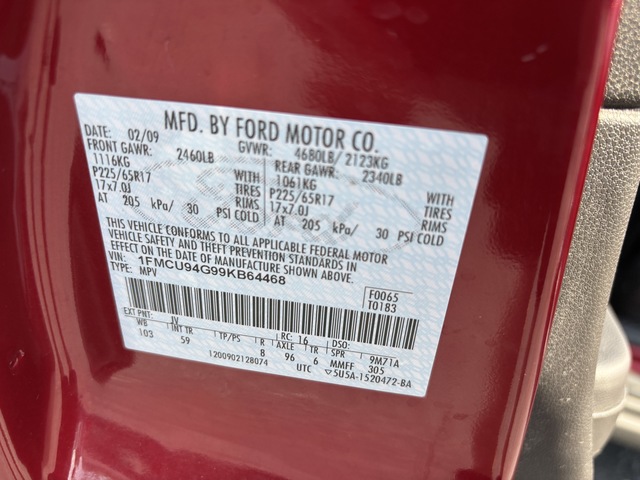 MFD. BY FORD MOTOR CO.
DATE: 02/09 GVWR: 4680LB/ 2123KG
FRONT GAWR: 2460LB REAR GAWR: 2340LB
1116KG WITH 1061KG WITH
P225/65R17 TIRES P225/65R17 TIRES
17x7.0J RIMS 17x7.0J RIMS
AT 205 kPa/ 30 PSI COLD AT 205 kPa/ 30 PSI COLD
THIS VEHICLE CONFORMS TO ALL APPLICABLE FEDERAL MOTOR
VEHICLE SAFETY AND THEFT PREVENTION STANDARDS IN
EFFECT ON THE DATE OF MANUFACTURE SHOWN ABOVE.
1FMCU94G99KB64468
TYPE: MPV
F0065
T0183
EXT PNT: JV RC: 16 DSO:
WB INT TR TP/PS R AXLE TR SPR 9M71A
103 59 8 96 6 MMFF 305
1200902128074 UTC 5U5A-1520472-BA